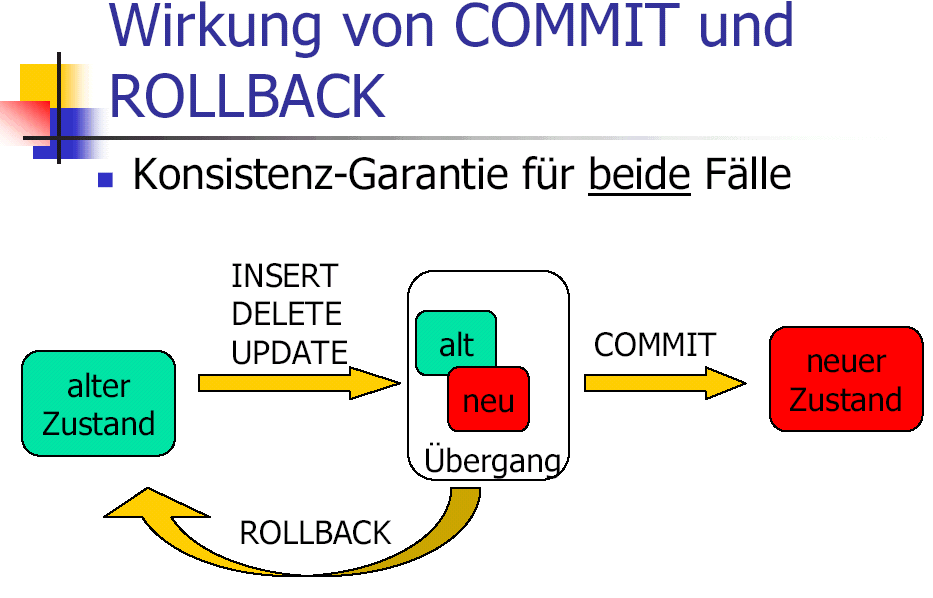 Wirkung von COMMIT und
ROLLBACK
Konsistenz-Garantie für beide Fälle
INSERT
DELETE
UPDATE
alter
Zustand
alt
neu
Übergang
COMMIT
neuer
Zustand
ROLLBACK